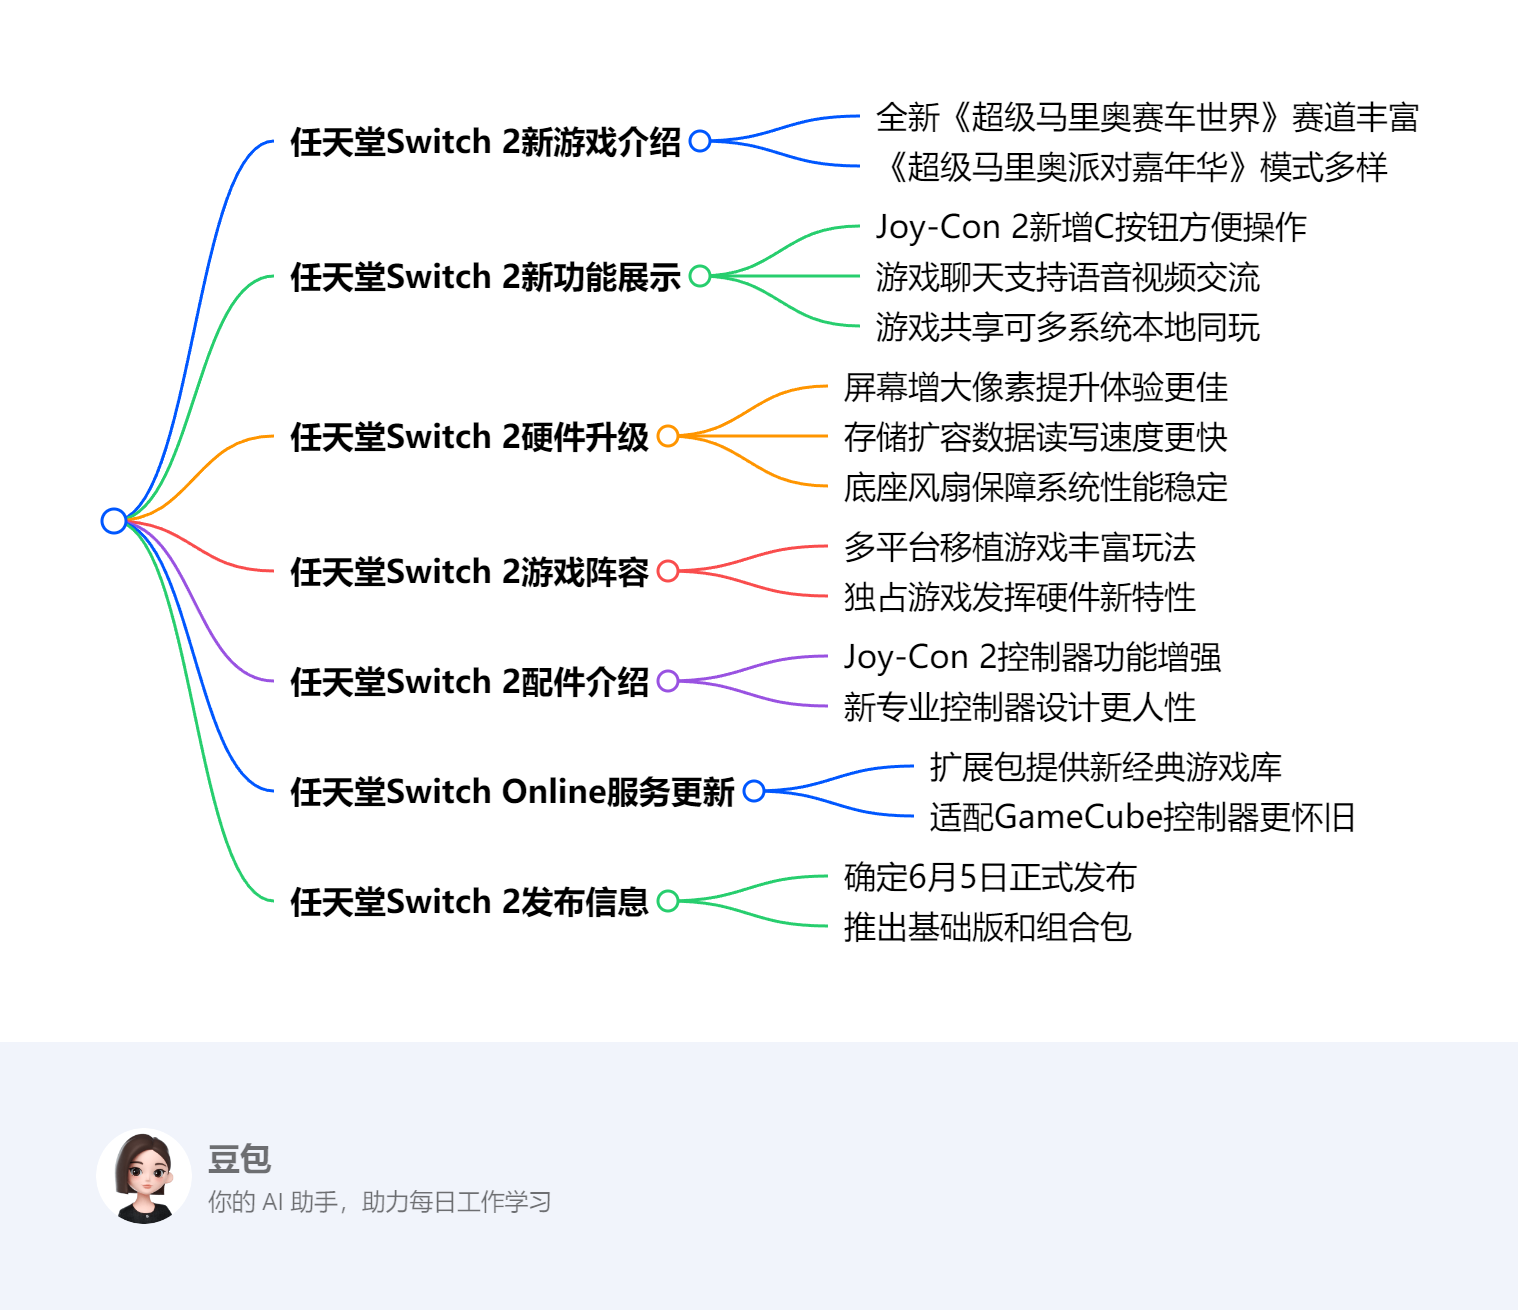 任天堂Switch 2新游戏介绍
全新《超级马里奥赛车世界》赛道丰富
《超级马里奥派对嘉年华》模式多样
任天堂Switch 2新功能展示
Joy-Con 2新增C按钮方便操作
游戏聊天支持语音视频交流
游戏共享可多系统本地同玩
任天堂Switch 2硬件升级
屏幕增大像素提升体验更佳
存储扩容数据读写速度更快
底座风扇保障系统性能稳定
任天堂Switch 2游戏阵容
多平台移植游戏丰富玩法
独占游戏发挥硬件新特性
任天堂Switch 2配件介绍
Joy-Con 2控制器功能增强
新专业控制器设计更人性
任天堂Switch Online服务更新
扩展包提供新经典游戏库
适配GameCube控制器更怀旧
任天堂Switch 2发布信息
确定6月5日正式发布
推出基础版和组合包
豆包
你的 AI 助手，助力每日工作学习